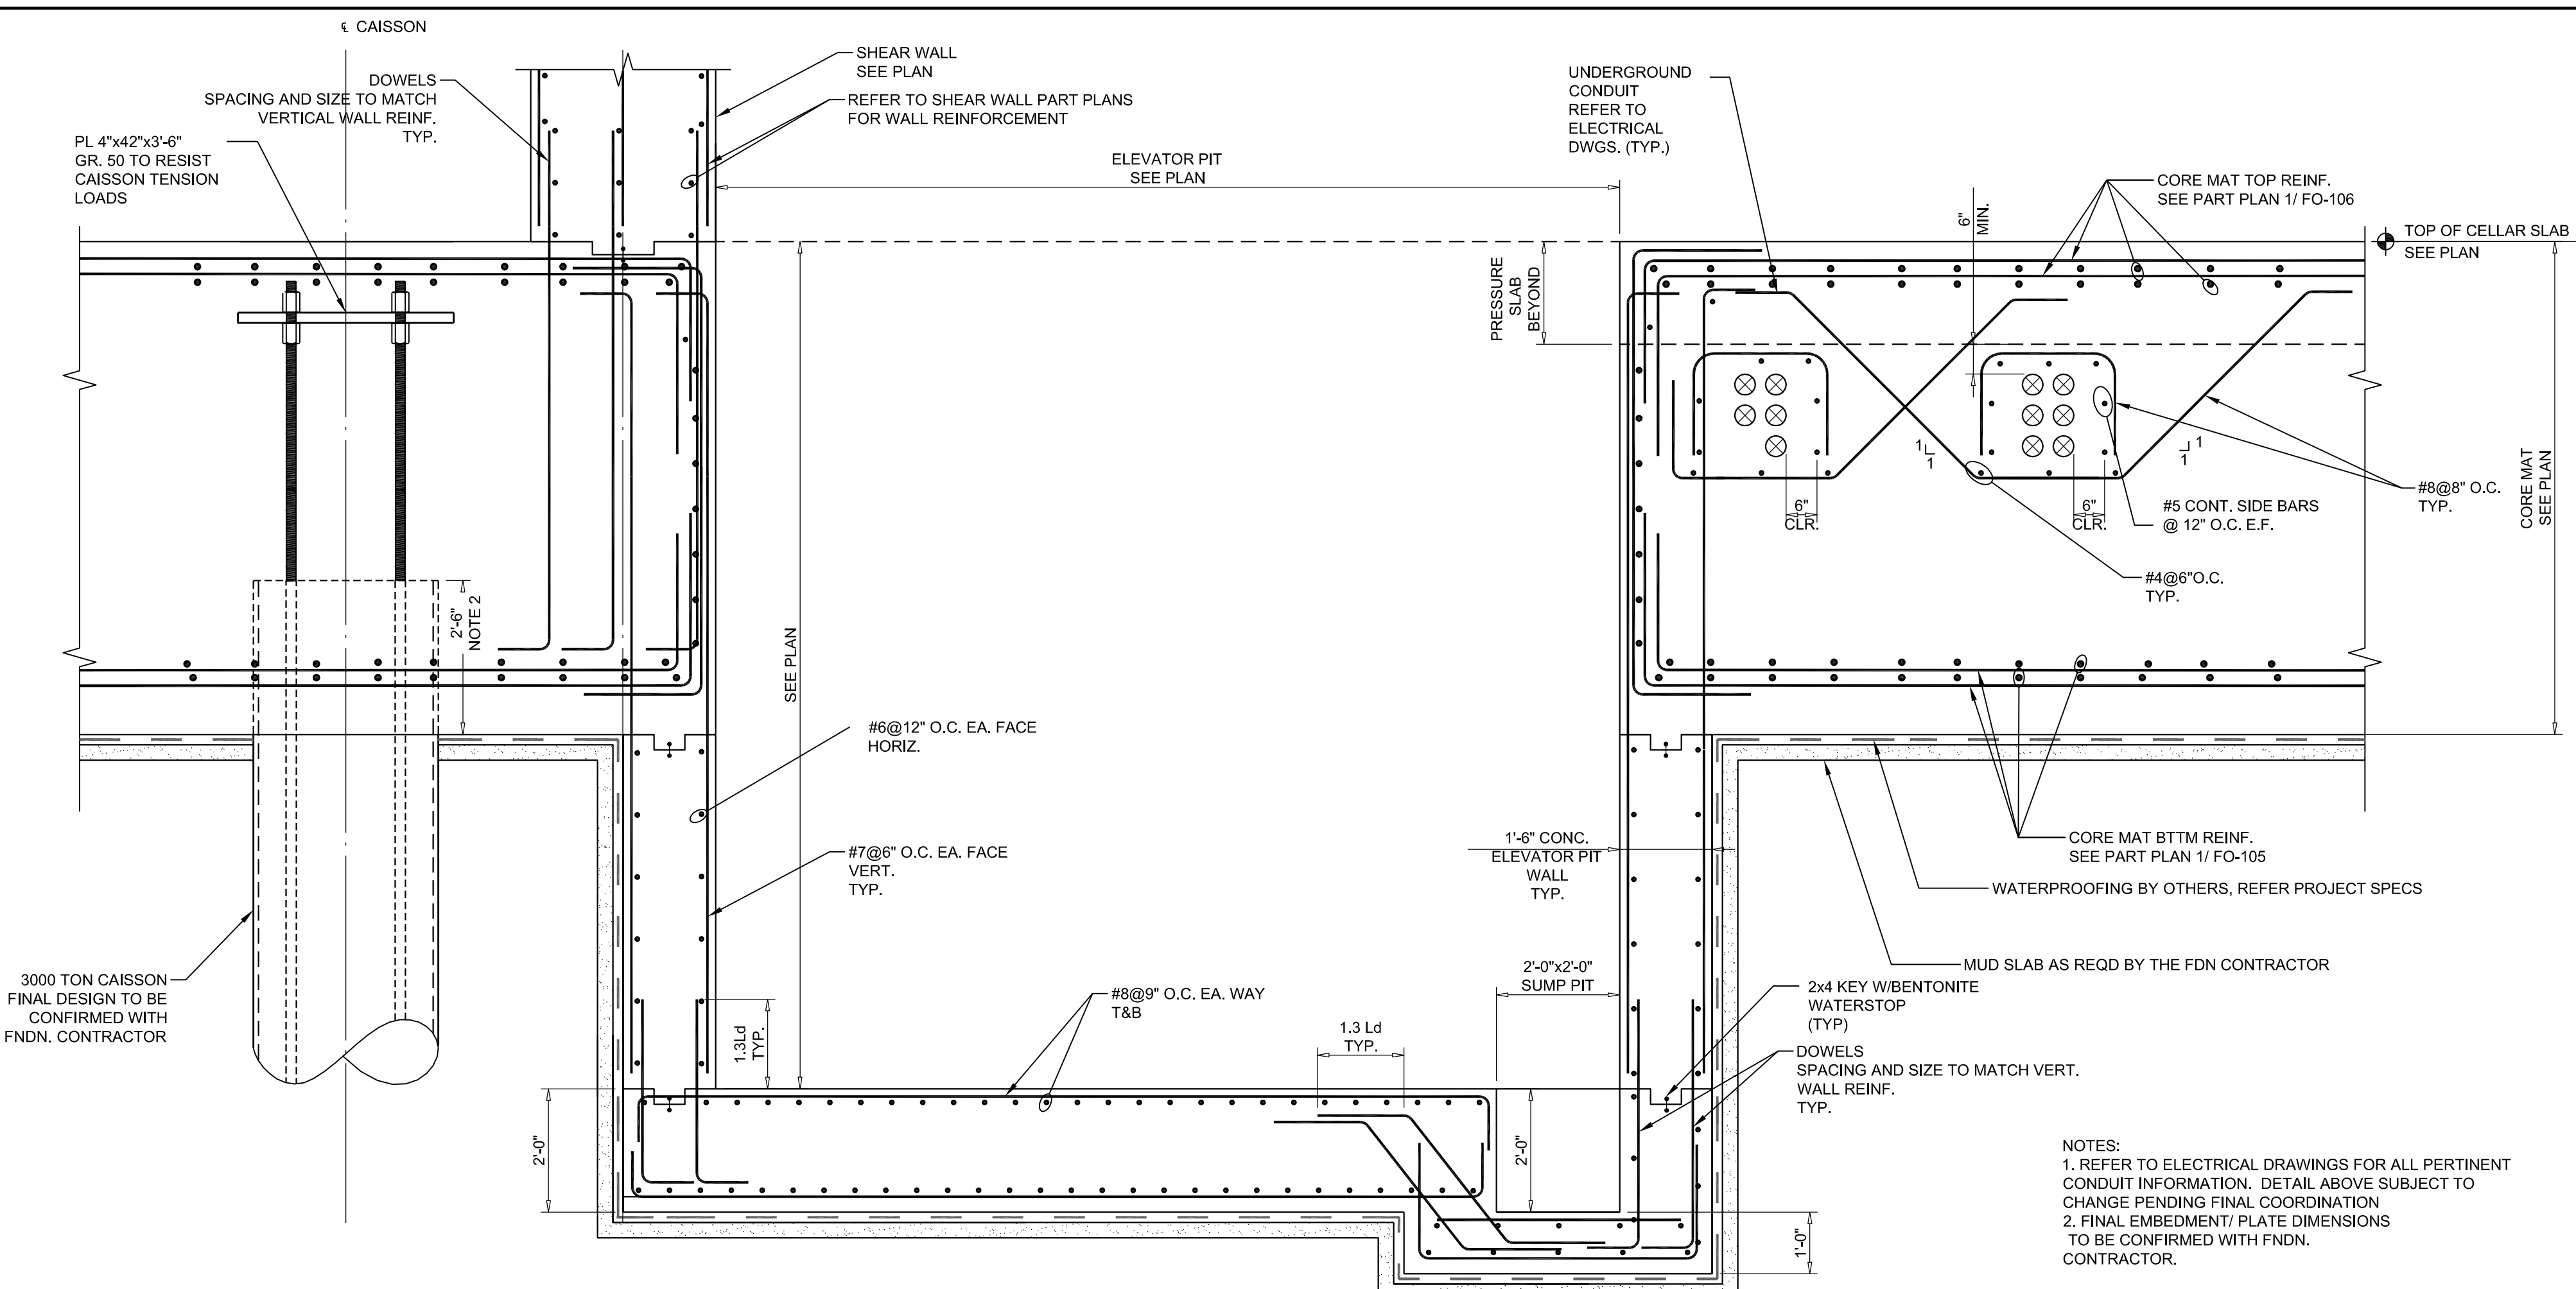 ℄ CAISSON
DOWELS
SPACING AND SIZE TO MATCH
VERTICAL WALL REINF.
TYP.
PL 4"x42"x3'-6"
GR. 50 TO RESIST
CAISSON TENSION
LOADS
SHEAR WALL
SEE PLAN
REFER TO SHEAR WALL PART PLANS
FOR WALL REINFORCEMENT
ELEVATOR PIT
SEE PLAN
UNDERGROUND
CONDUIT
REFER TO
ELECTRICAL
DWGS. (TYP.)
6"
MIN.
CORE MAT TOP REINF.
SEE PART PLAN 1/ FO-106
TOP OF CELLAR SLAB
SEE PLAN
PRESSURE
SLAB
BEYOND
1
1
1
1
6"
CLR.
6"
CLR.
#5 CONT. SIDE BARS
@ 12" O.C. E.F.
#8@8" O.C.
TYP.
CORE MAT
SEE PLAN
#4@6"O.C.
TYP.
2'-6"
NOTE 2
SEE PLAN
#6@12" O.C. EA. FACE
HORIZ.
#7@6" O.C. EA. FACE
VERT.
TYP.
1'-6" CONC.
ELEVATOR PIT
WALL
TYP.
CORE MAT BTTM REINF.
SEE PART PLAN 1/ FO-105
WATERPROOFING BY OTHERS, REFER PROJECT SPECS
MUD SLAB AS REQD BY THE FDN CONTRACTOR
3000 TON CAISSON
FINAL DESIGN TO BE
CONFIRMED WITH
FNDN. CONTRACTOR
1.3Ld
TYP.
#8@9" O.C. EA. WAY
T&B
1.3 Ld
TYP.
2'-0"x2'-0"
SUMP PIT
2x4 KEY W/BENTONITE
WATERSTOP
(TYP)
DOWELS
SPACING AND SIZE TO MATCH VERT.
WALL REINF.
TYP.
2'-0"
2'-0"
1'-0"
NOTES:
1. REFER TO ELECTRICAL DRAWINGS FOR ALL PERTINENT
CONDUIT INFORMATION. DETAIL ABOVE SUBJECT TO
CHANGE PENDING FINAL COORDINATION
2. FINAL EMBEDMENT/ PLATE DIMENSIONS
TO BE CONFIRMED WITH FNDN.
CONTRACTOR.